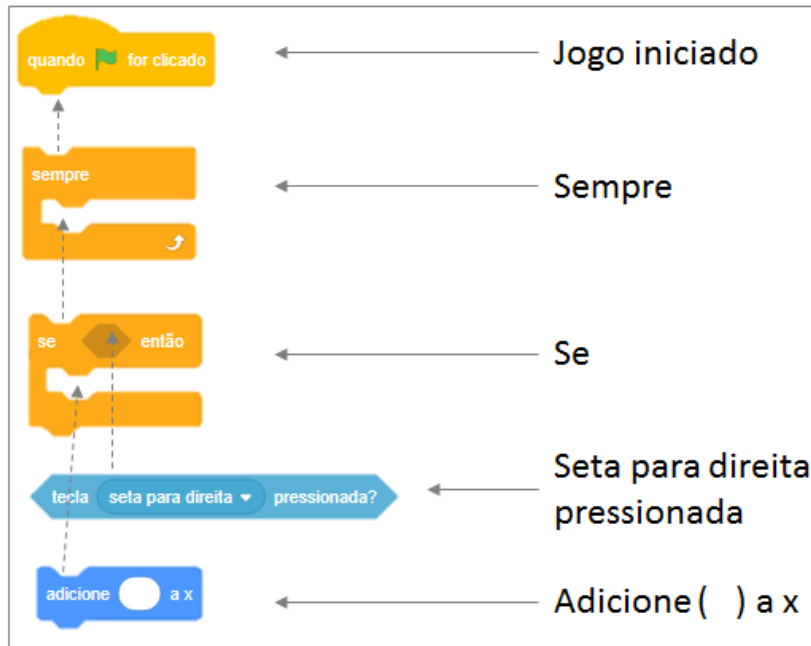 quando for clicado
Jogo iniciado
sempre
Sempre
se então
Se
tecla seta para direita pressionada?
Seta para direita
pressionada
adicione a x
Adicione ( ) a x